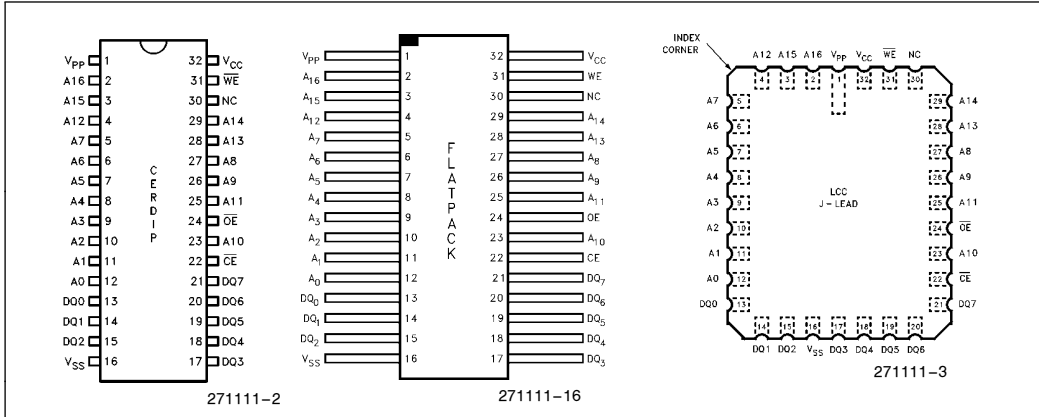 VPP 1 32 VCC
A16 2 31 W̅E̅
A15 3 30 NC
A12 4 29 A14
A7 5 28 A13
A6 6 27 A8
A5 7 26 A9
A4 8 25 A11
A3 9 24 O̅E̅
A2 10 23 A10
A1 11 22 C̅E̅
A0 12 21 DQ7
DQ0 13 20 DQ6
DQ1 14 19 DQ5
DQ2 15 18 DQ4
VSS 16 17 DQ3
CERDIP
271111-2
VPP 1 32 VCC
A16 2 31 WE
A15 3 30 NC
A12 4 29 A14
A7 5 28 A13
A6 6 27 A8
A5 7 26 A9
A4 8 25 A11
A3 9 24 OE
A2 10 23 A10
A1 11 22 CE
A0 12 21 DQ7
DQ0 13 20 DQ6
DQ1 14 19 DQ5
DQ2 15 18 DQ4
VSS 16 17 DQ3
FLATPACK
271111-16
INDEX
CORNER
A12 A15 A16 VPP VCC W̅E̅ NC
4 3 2 1 32 31 30
A7 5 29 A14
A6 6 28 A13
A5 7 27 A8
A4 8 26 A9
A3 9 25 A11
A2 10 24 O̅E̅
A1 11 23 A10
A0 12 22 C̅E̅
DQ0 13 21 DQ7
LCC
J-LEAD
14 15 16 17 18 19 20
DQ1 DQ2 VSS DQ3 DQ4 DQ5 DQ6
271111-3